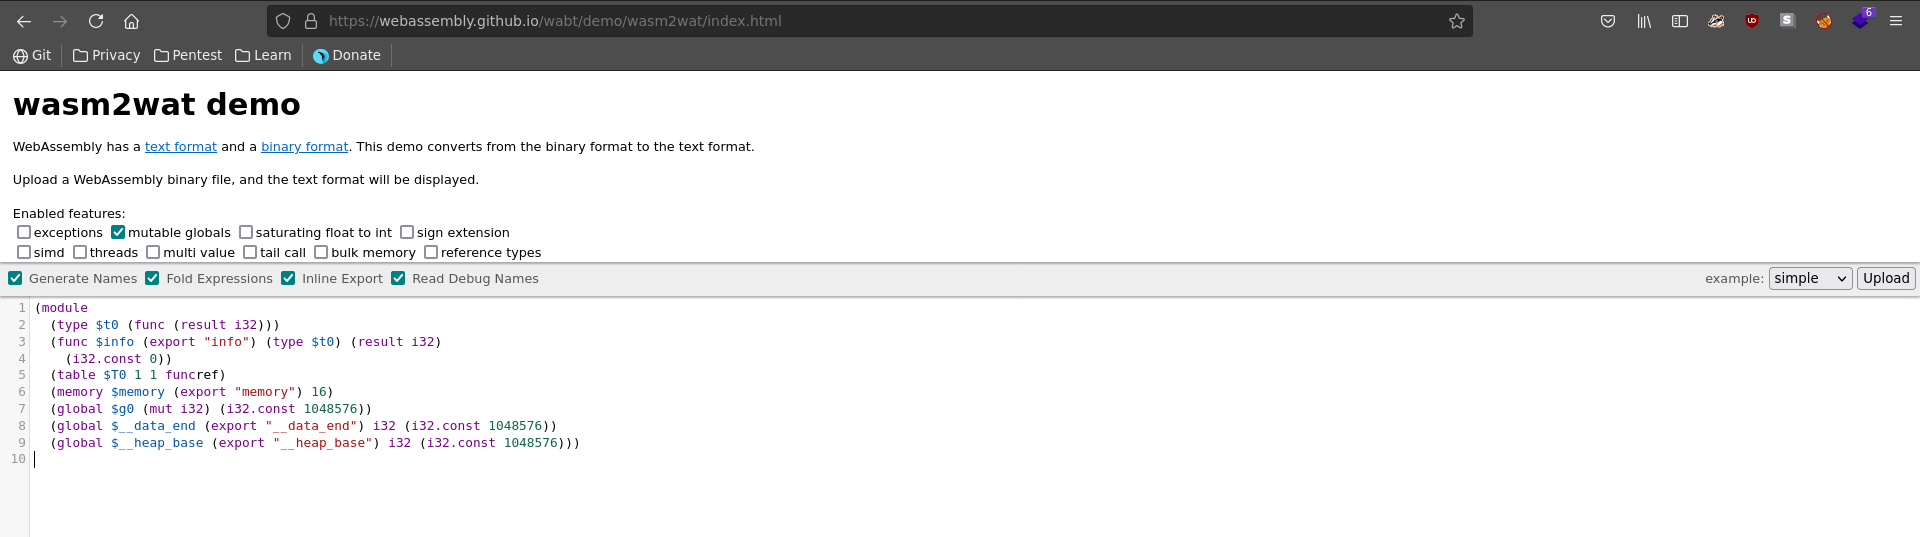 https://webassembly.github.io/wabt/demo/wasm2wat/index.html
UD S 6
Git Privacy Pentest Learn Donate
wasm2wat demo
WebAssembly has a text format and a binary format. This demo converts from the binary format to the text format.
Upload a WebAssembly binary file, and the text format will be displayed.
Enabled features:
exceptions mutable globals saturating float to int sign extension
simd threads multi value tail call bulk memory reference types
Generate Names Fold Expressions Inline Export Read Debug Names example: simple Upload
1 (module
2   (type $t0 (func (result i32)))
3   (func $info (export "info") (type $t0) (result i32)
4     (i32.const 0))
5   (table $T0 1 1 funcref)
6   (memory $memory (export "memory") 16)
7   (global $g0 (mut i32) (i32.const 1048576))
8   (global $__data_end (export "__data_end") i32 (i32.const 1048576))
9   (global $__heap_base (export "__heap_base") i32 (i32.const 1048576)))
10